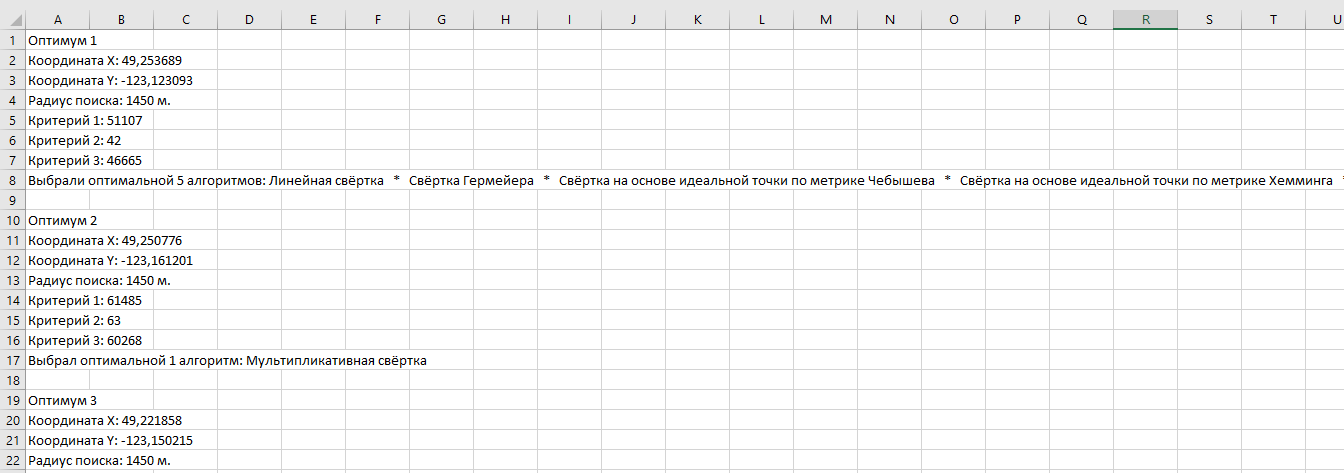 A B C D E F G H I J K L M N O P Q R S T U
1 Оптимум 1
2 Координата X: 49,253689
3 Координата Y: -123,123093
4 Радиус поиска: 1450 м.
5 Критерий 1: 51107
6 Критерий 2: 42
7 Критерий 3: 46665
8 Выбрали оптимальной 5 алгоритмов: Линейная свёртка * Свёртка Гермейера * Свёртка на основе идеальной точки по метрике Чебышева * Свёртка на основе идеальной точки по метрике Хемминга *
9
10 Оптимум 2
11 Координата X: 49,250776
12 Координата Y: -123,161201
13 Радиус поиска: 1450 м.
14 Критерий 1: 61485
15 Критерий 2: 63
16 Критерий 3: 60268
17 Выбрал оптимальной 1 алгоритм: Мультипликативная свёртка
18
19 Оптимум 3
20 Координата X: 49,221858
21 Координата Y: -123,150215
22 Радиус поиска: 1450 м.